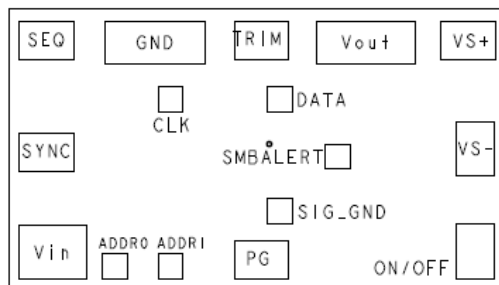 SEQ GND TRIM Vout VS+
CLK DATA
SYNC SMBALERT VS-
SIG_GND
Vin ADDR0 ADDR1 PG ON/OFF